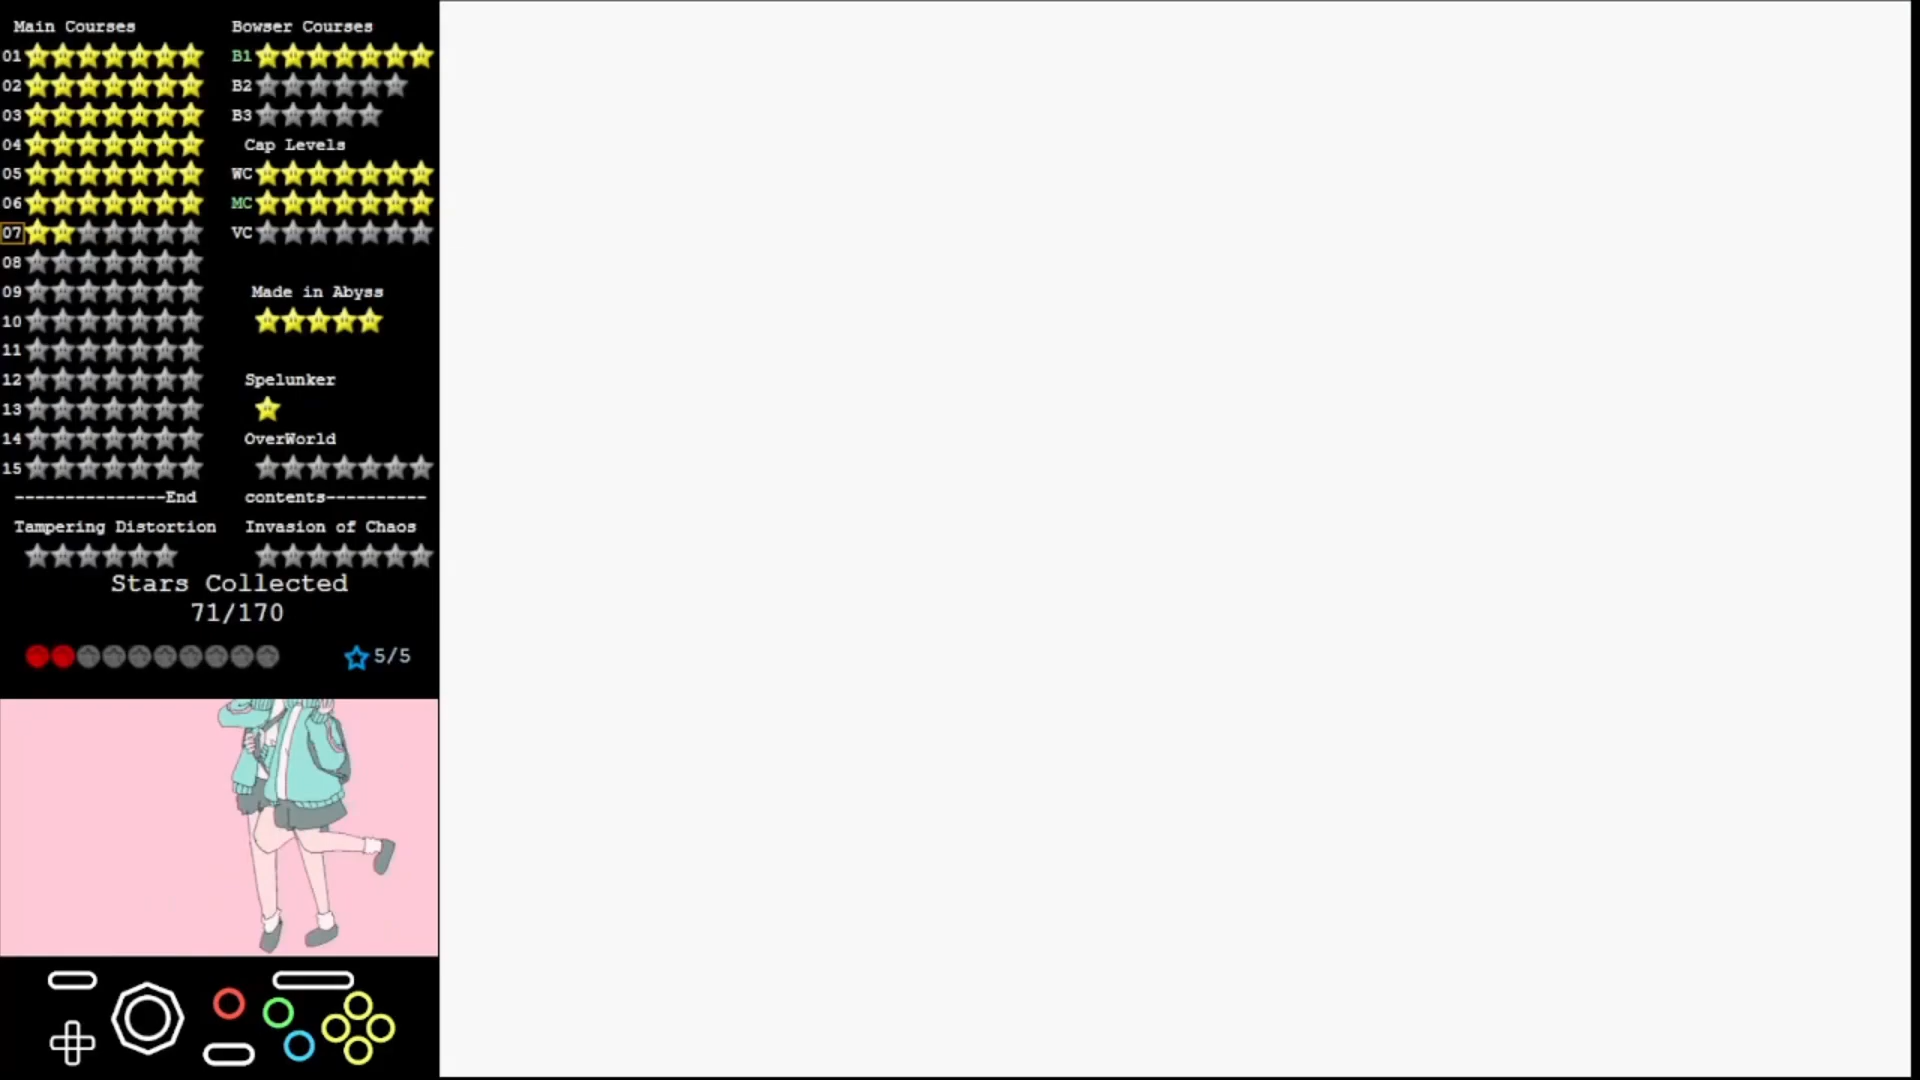 Main Courses
Bowser Courses
01
B1
02
B2
03
B3
04
Cap Levels
05
WC
06
MC
07
VC
08
09
Made in Abyss
10
11
12
Spelunker
13
14
OverWorld
15
---------------End
contents----------
Tampering Distortion
Invasion of Chaos
Stars Collected
71/170
5/5